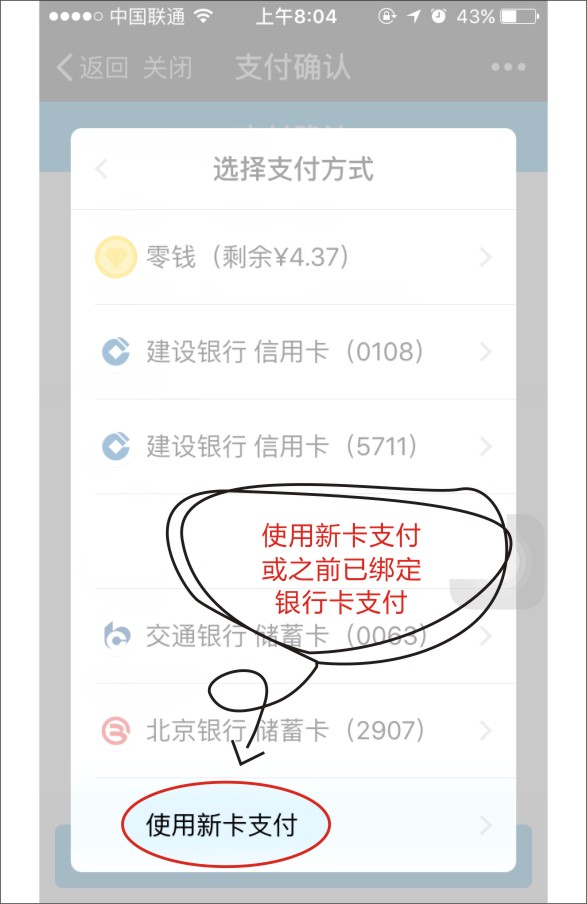 中国联通 上午8:04 43%
返回 关闭 支付确认
选择支付方式
零钱（剩余¥4.37）
建设银行 信用卡（0108）
建设银行 信用卡（5711）
使用新卡支付
或之前已绑定
银行卡支付
交通银行 储蓄卡（0063）
北京银行 储蓄卡（2907）
使用新卡支付